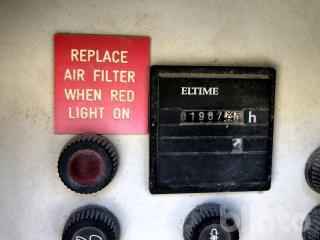 REPLACE
AIR FILTER
WHEN RED
LIGHT ON
ELTIME
h